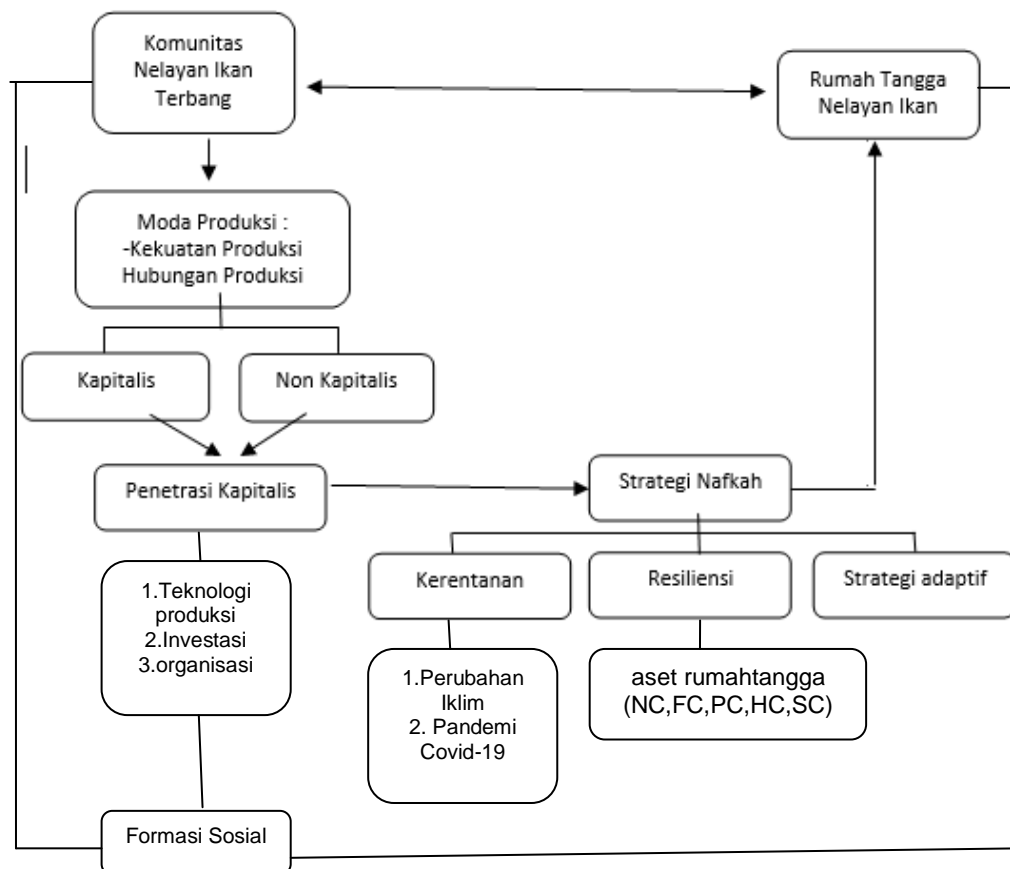 Komunitas
Nelayan Ikan
Terbang
Rumah Tangga
Nelayan Ikan
Moda Produksi :
-Kekuatan Produksi
Hubungan Produksi
Kapitalis
Non Kapitalis
Penetrasi Kapitalis
Strategi Nafkah
1.Teknologi
produksi
2.Investasi
3.organisasi
Kerentanan
Resiliensi
Strategi adaptif
1.Perubahan
Iklim
2. Pandemi
Covid-19
aset rumahtangga
(NC,FC,PC,HC,SC)
Formasi Sosial